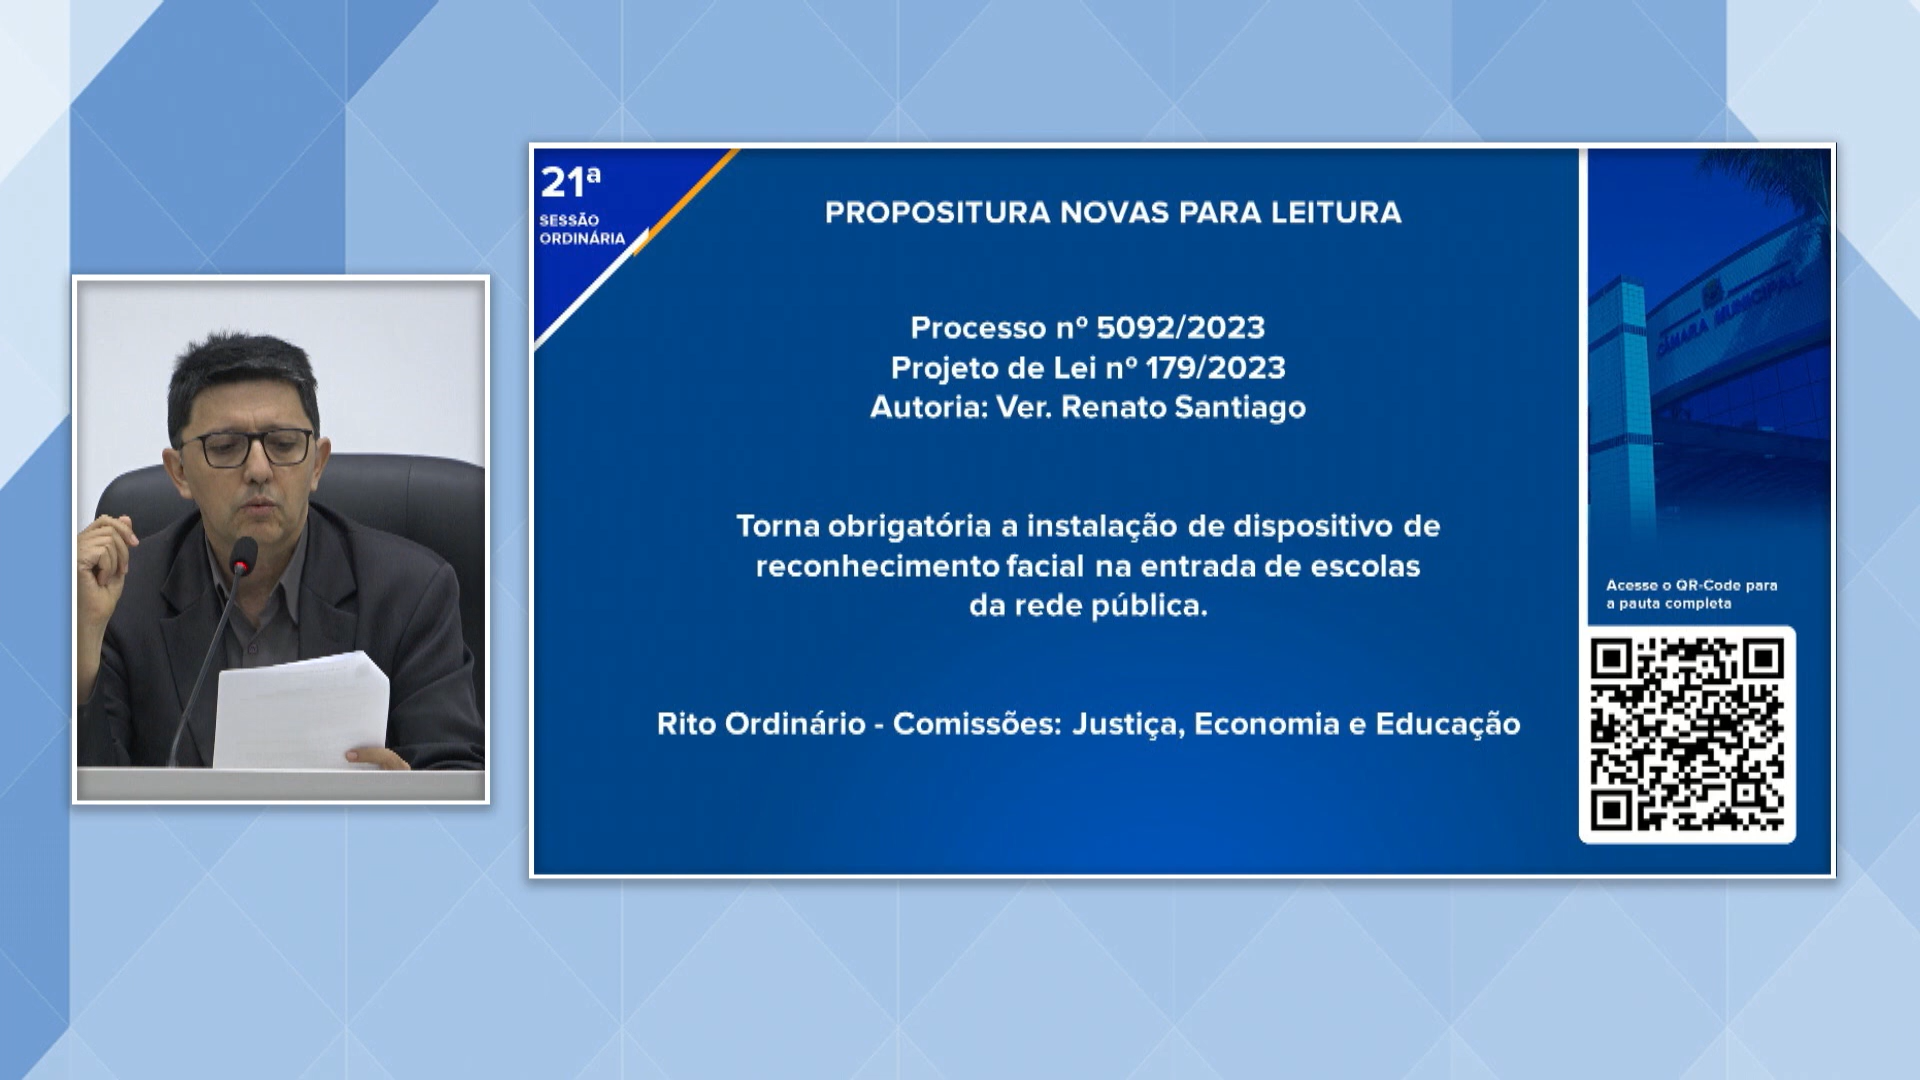 21ª
SESSÃO
ORDINÁRIA
PROPOSITURA NOVAS PARA LEITURA
Processo nº 5092/2023
Projeto de Lei nº 179/2023
Autoria: Ver. Renato Santiago
Torna obrigatória a instalação de dispositivo de
reconhecimento facial na entrada de escolas
da rede pública.
Rito Ordinário - Comissões: Justiça, Economia e Educação
CÂMARA MUNICIPAL
Acesse o QR-Code para
a pauta completa